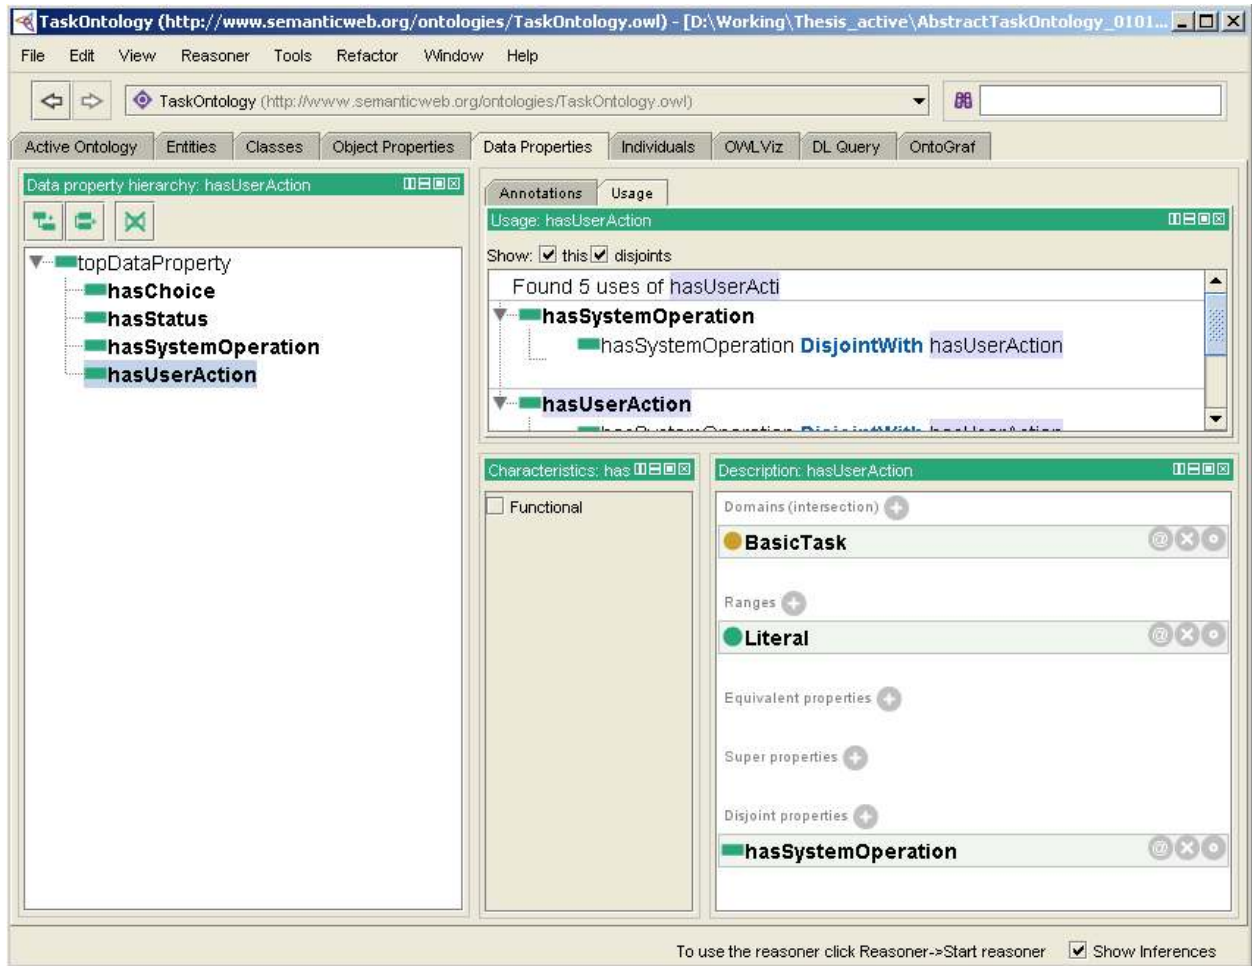 TaskOntology (http://www.semanticweb.org/ontologies/TaskOntology.owl) - [D:\Working\Thesis_active\AbstractTaskOntology_0101...
File Edit View Reasoner Tools Refactor Window Help
TaskOntology (http://www.semanticweb.org/ontologies/TaskOntology.owl)
Active Ontology Entities Classes Object Properties Data Properties Individuals OWLViz DL Query OntoGraf
Data property hierarchy: hasUserAction
topDataProperty
hasChoice
hasStatus
hasSystemOperation
hasUserAction
Annotations Usage
Usage: hasUserAction
Show: this disjoints
Found 5 uses of hasUserActi
hasSystemOperation
hasSystemOperation DisjointWith hasUserAction
hasUserAction
hasSystemOperation DisjointWith hasUserAction
Characteristics: has
Functional
Description: hasUserAction
Domains (intersection)
BasicTask
Ranges
Literal
Equivalent properties
Super properties
Disjoint properties
hasSystemOperation
To use the reasoner click Reasoner->Start reasoner Show Inferences